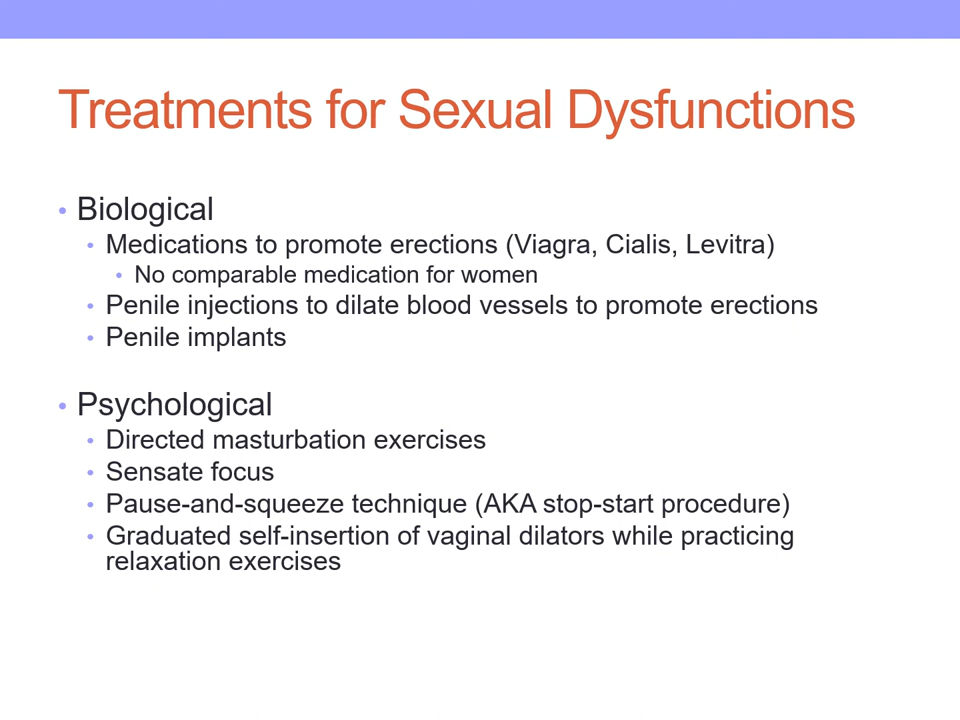 Treatments for Sexual Dysfunctions
• Biological
• Medications to promote erections (Viagra, Cialis, Levitra)
• No comparable medication for women
• Penile injections to dilate blood vessels to promote erections
• Penile implants
• Psychological
• Directed masturbation exercises
• Sensate focus
• Pause-and-squeeze technique (AKA stop-start procedure)
• Graduated self-insertion of vaginal dilators while practicing
relaxation exercises